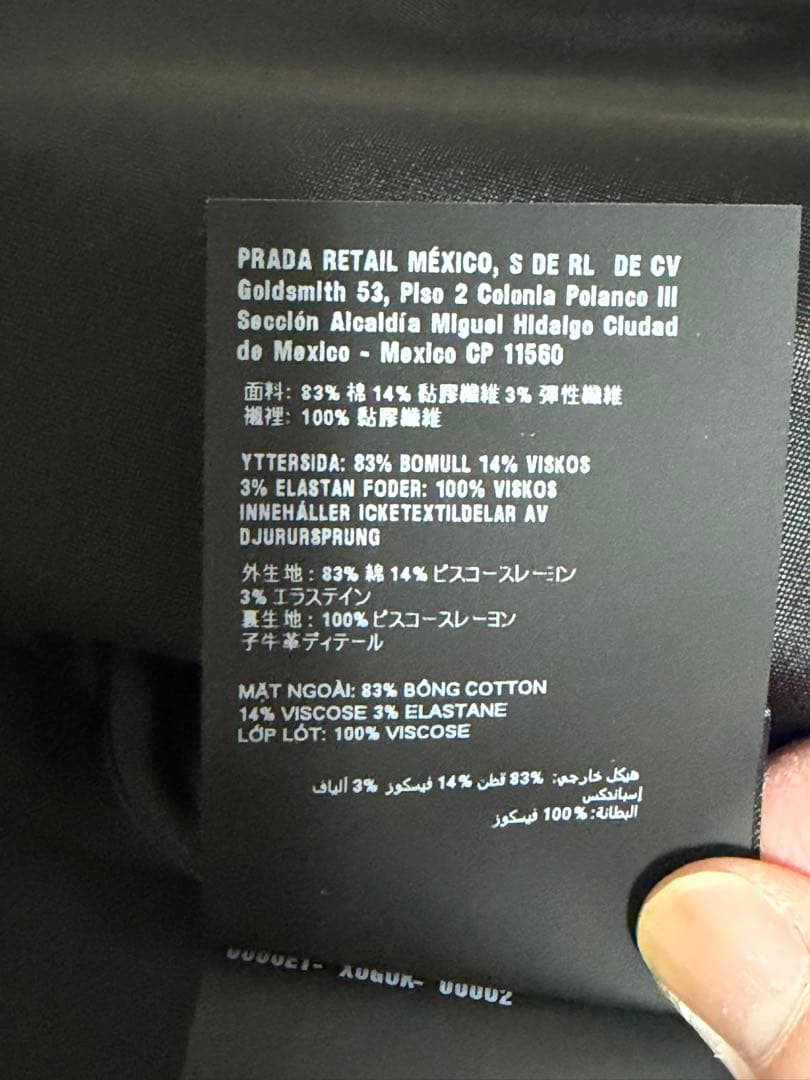 PRADA RETAIL MÉXICO, S DE RL DE CV
Goldsmith 53, Piso 2 Colonia Polanco III
Sección Alcaldía Miguel Hidalgo Ciudad
de Mexico - Mexico CP 11560
面料: 83% 棉 14% 黏膠纖維 3% 彈性纖維
襯裡: 100% 黏膠纖維
YTTERSIDA: 83% BOMULL 14% VISKOS
3% ELASTAN FODER: 100% VISKOS
INNEHÅLLER ICKETEXTILDELAR AV
DJURURSPRUNG
外生地 : 83% 綿 14% ビスコースレーヨン
3% エラステイン
裏生地 : 100% ビスコースレーヨン
子牛革ディテール
MẶT NGOÀI: 83% BÔNG COTTON
14% VISCOSE 3% ELASTANE
LỚP LÓT: 100% VISCOSE
هيكل خارجي: 83% قطن 14% فيسكوز 3% ألياف
إسباندكس
البطانة: 100% فيسكوز